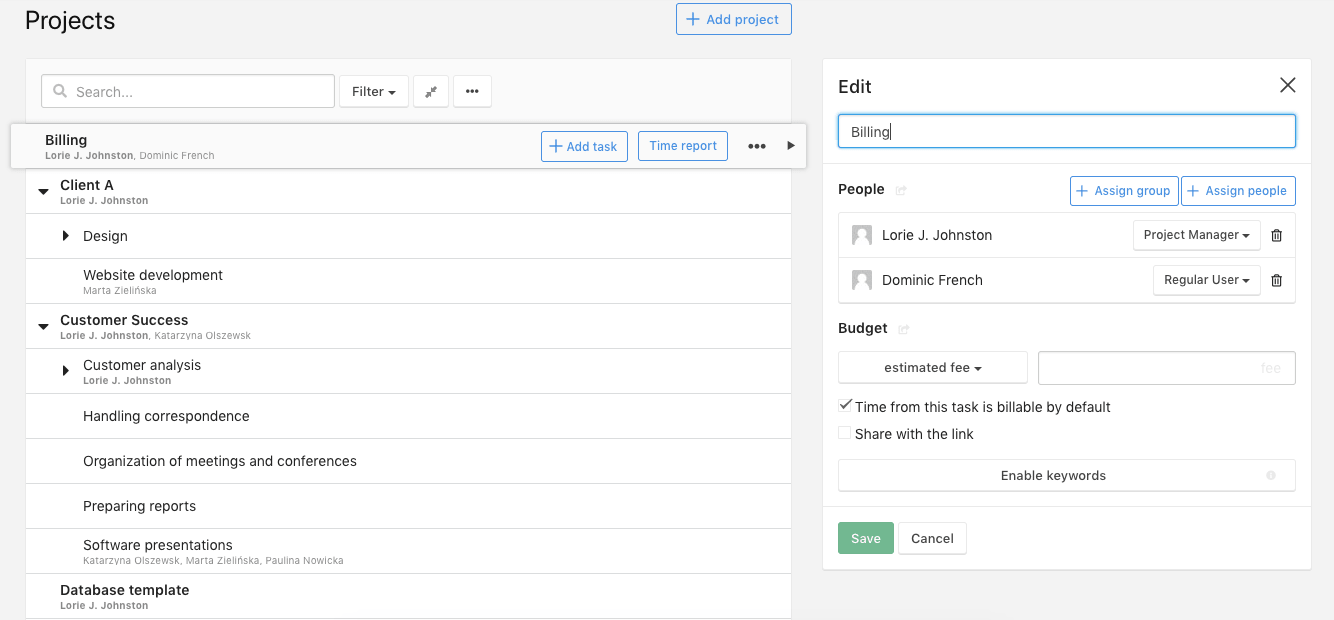 Projects
+ Add project
Search...
Filter
Billing
Lorie J. Johnston, Dominic French
+ Add task
Time report
Client A
Lorie J. Johnston
Design
Website development
Marta Zielińska
Customer Success
Lorie J. Johnston, Katarzyna Olszewsk
Customer analysis
Lorie J. Johnston
Handling correspondence
Organization of meetings and conferences
Preparing reports
Software presentations
Katarzyna Olszewsk, Marta Zielińska, Paulina Nowicka
Database template
Lorie J. Johnston
Edit
Billing
People
+ Assign group
+ Assign people
Lorie J. Johnston
Project Manager
Dominic French
Regular User
Budget
estimated fee
fee
Time from this task is billable by default
Share with the link
Enable keywords
Save
Cancel